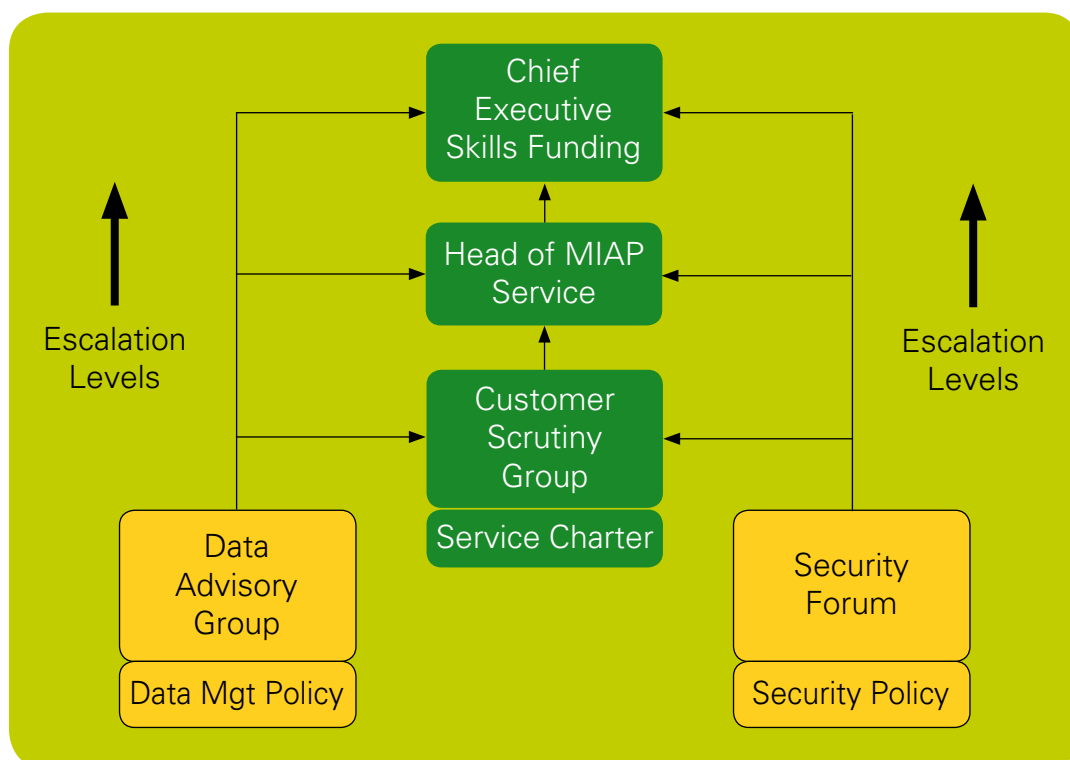 Chief
Executive
Skills Funding
Head of MIAP
Service
Escalation
Levels
Escalation
Levels
Customer
Scrutiny
Group
Service Charter
Data
Advisory
Group
Data Mgt Policy
Security
Forum
Security Policy